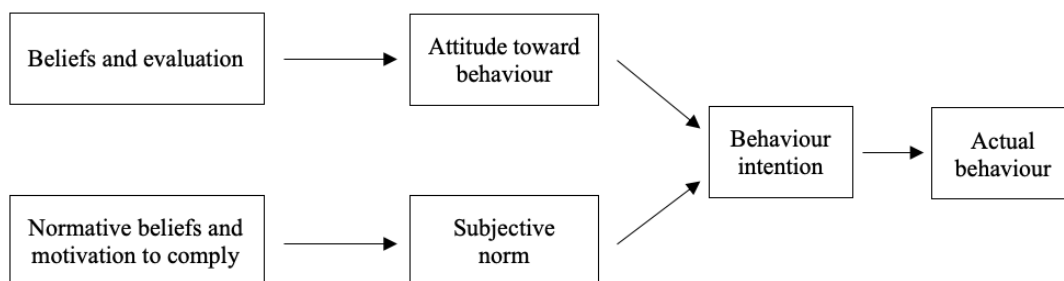 Beliefs and evaluation
Attitude toward
behaviour
Behaviour
intention
Actual
behaviour
Normative beliefs and
motivation to comply
Subjective
norm